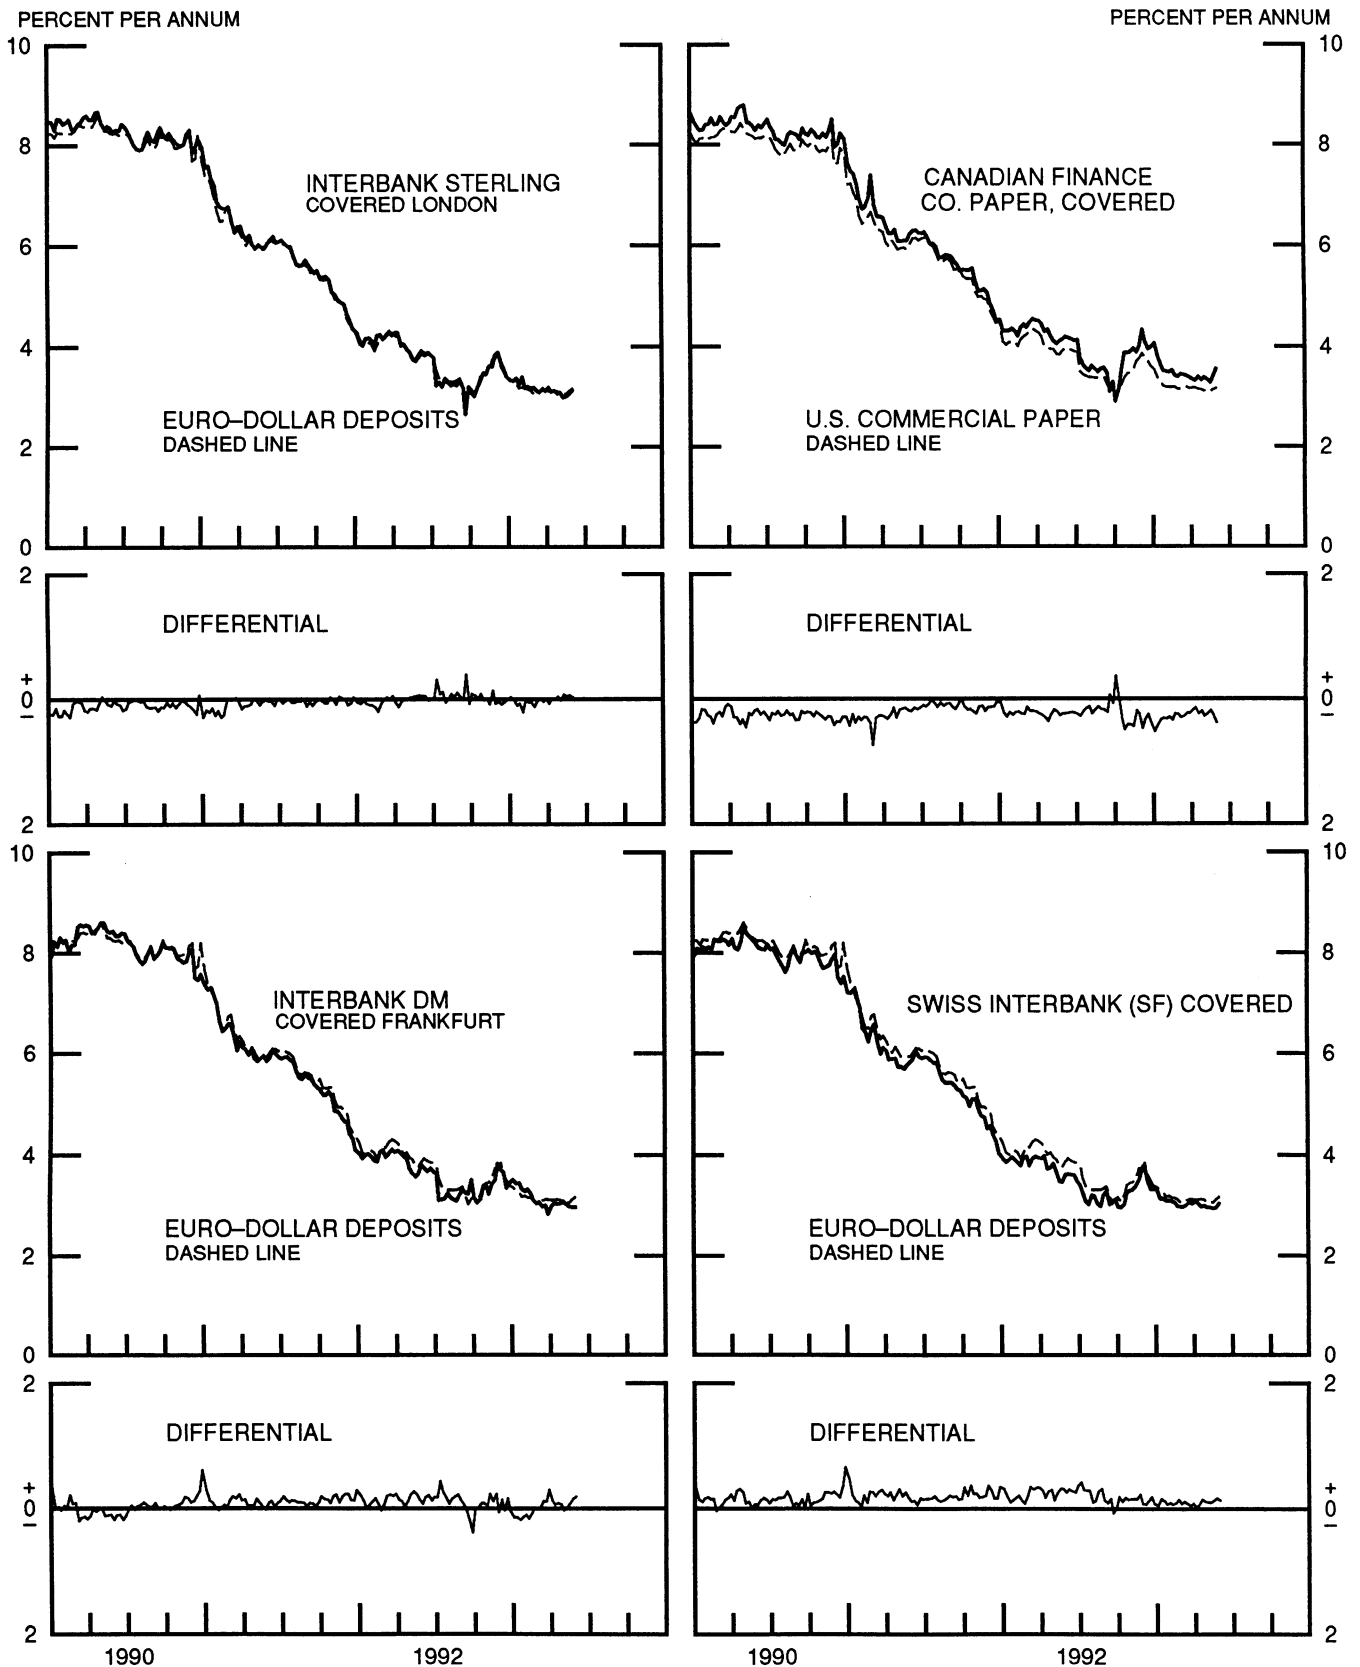 PERCENT PER ANNUM
PERCENT PER ANNUM
10
8
6
4
2
0
INTERBANK STERLING
COVERED LONDON
EURO–DOLLAR DEPOSITS
DASHED LINE
10
8
6
4
2
0
CANADIAN FINANCE
CO. PAPER, COVERED
U.S. COMMERCIAL PAPER
DASHED LINE
2
+
0
–
2
DIFFERENTIAL
2
+
0
–
2
DIFFERENTIAL
10
8
6
4
2
0
INTERBANK DM
COVERED FRANKFURT
EURO–DOLLAR DEPOSITS
DASHED LINE
10
8
6
4
2
0
SWISS INTERBANK (SF) COVERED
EURO–DOLLAR DEPOSITS
DASHED LINE
2
+
0
–
2
DIFFERENTIAL
1990
1992
2
+
0
–
2
DIFFERENTIAL
1990
1992